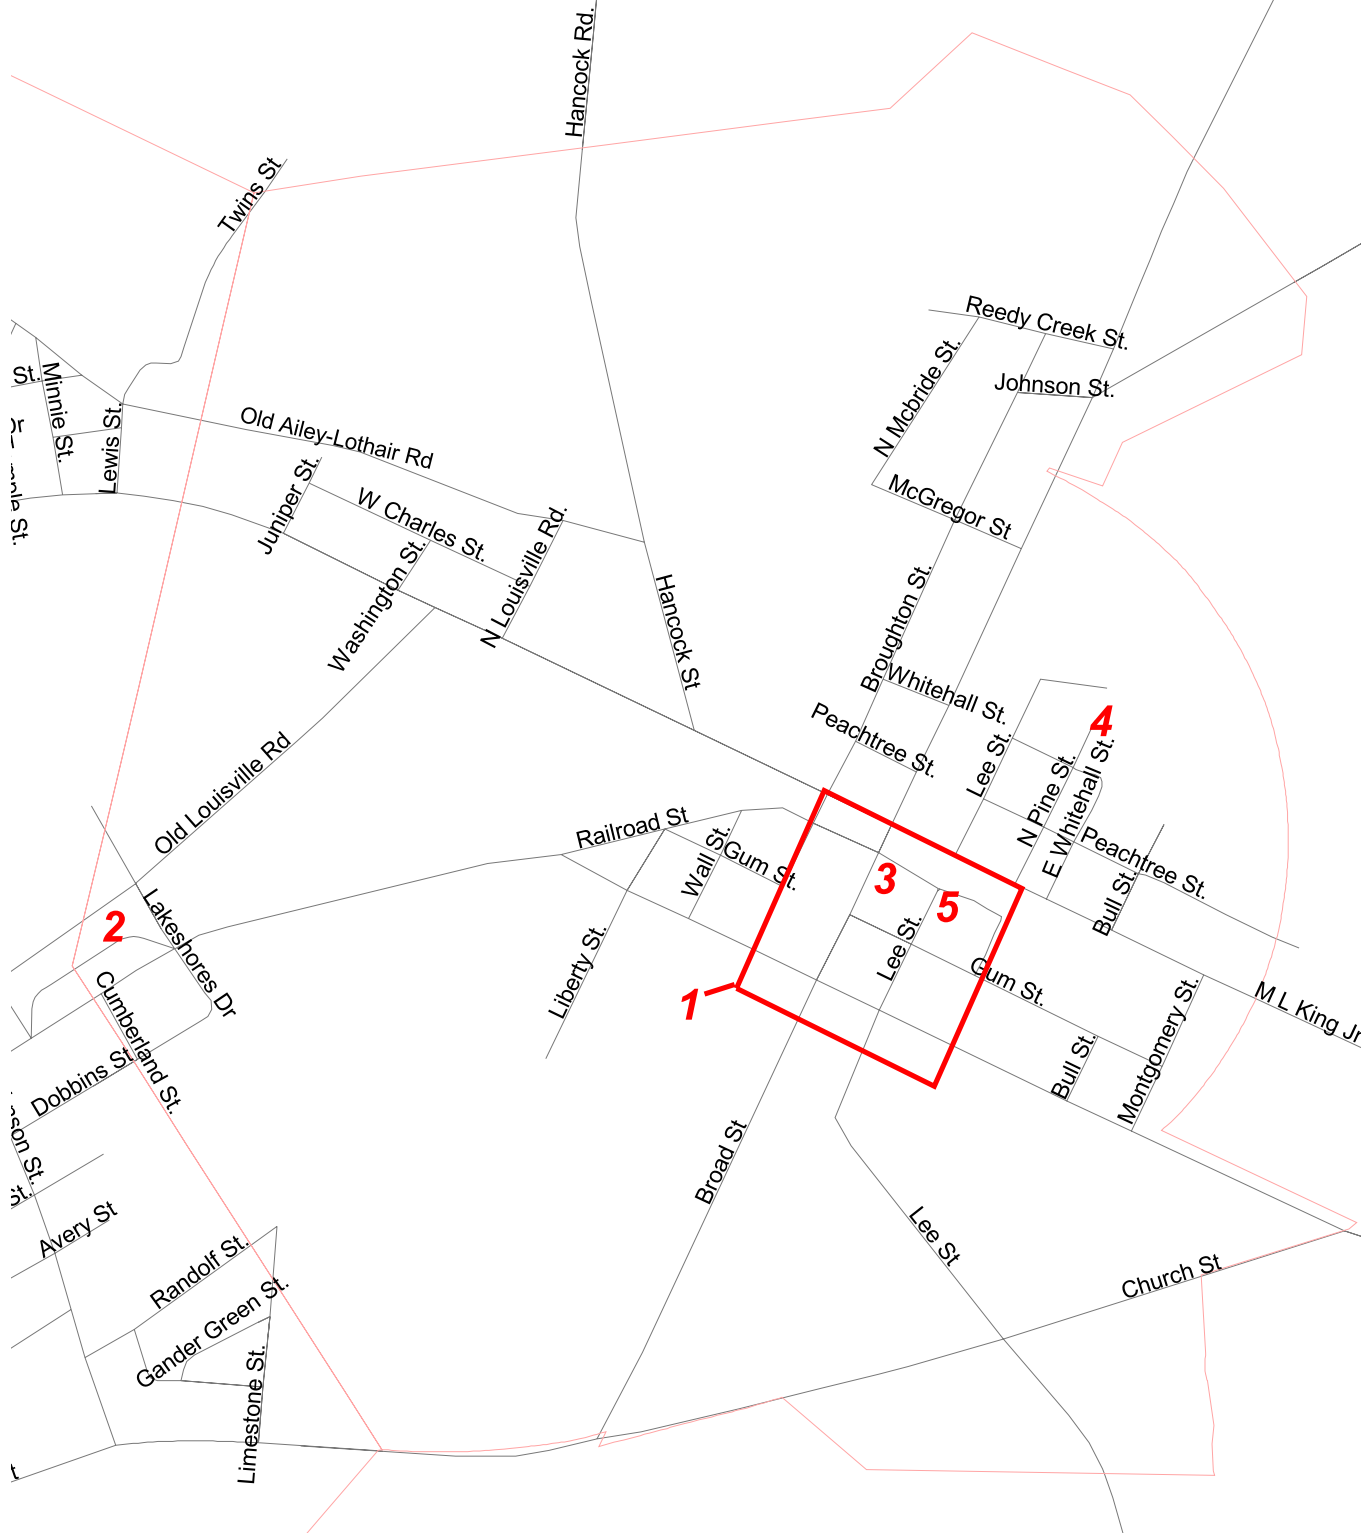 Hancock Rd.
Twins St
Reedy Creek St.
N Mcbride St.
Johnson St.
St.
Minnie St.
Lewis St.
Old Ailey-Lothair Rd
Juniper St.
W Charles St.
Washington St.
N Louisville Rd.
McGregor St
Hancock St
Broughton St.
Whitehall St.
Peachtree St.
Lee St.
4
N Pine St.
E Whitehall St.
Peachtree St.
Bull St.
Old Louisville Rd
Railroad St
Wall St.
Gum St.
3
5
2
Lakeshores Dr
Liberty St.
Lee St.
Gum St.
1
M L King Jr
Montgomery St.
Bull St.
Cumberland St.
Dobbins St.
St.
Avery St
Randolf St.
Gander Green St.
Limestone St.
Broad St
Lee St
Church St